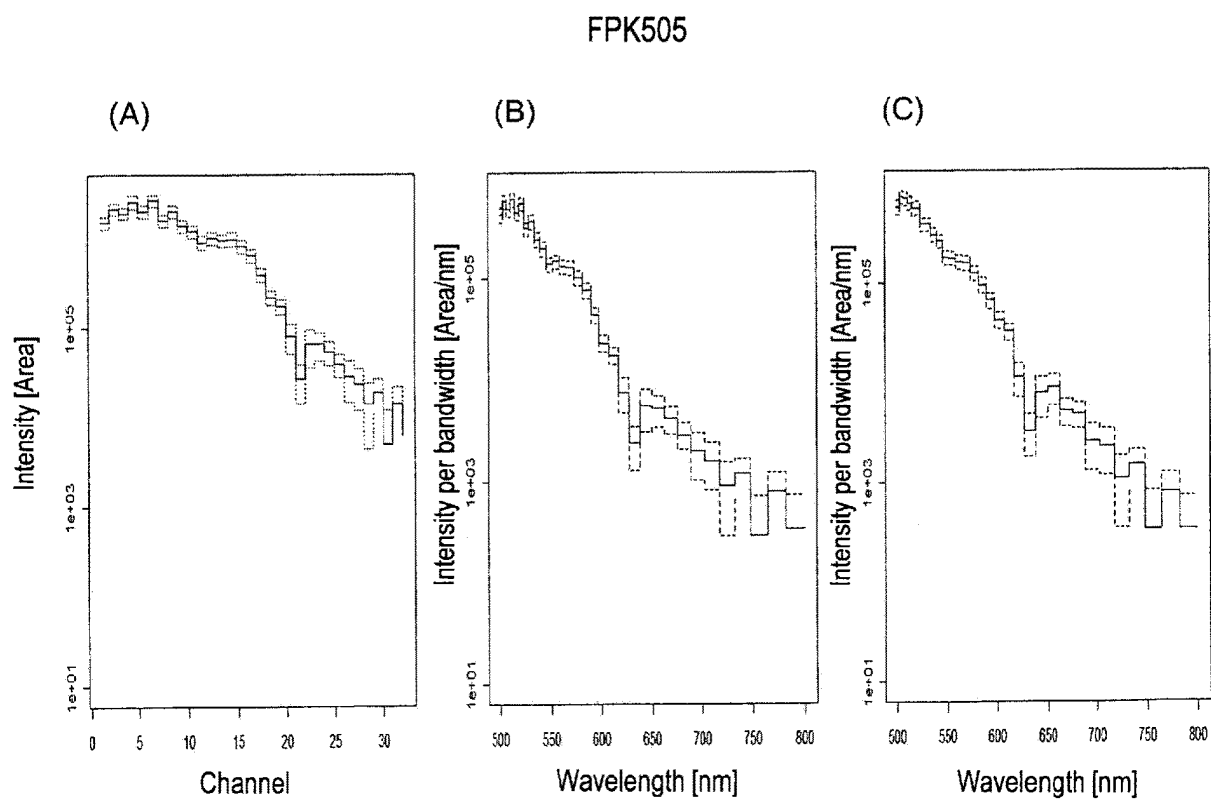 FPK505
(A)
(B)
(C)
Intensity [Area]
1e+05
1e+03
1e+01
0 5 10 15 20 25 30
Channel
Intensity per bandwidth [Area/nm]
1e+05
1e+03
1e+01
500 550 600 650 700 750 800
Wavelength [nm]
Intensity per bandwidth [Area/nm]
1e+05
1e+03
1e+01
500 550 600 650 700 750 800
Wavelength [nm]